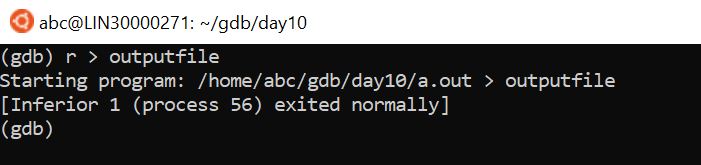 abc@LIN30000271: ~/gdb/day10
(gdb) r > outputfile
Starting program: /home/abc/gdb/day10/a.out > outputfile
[Inferior 1 (process 56) exited normally]
(gdb)